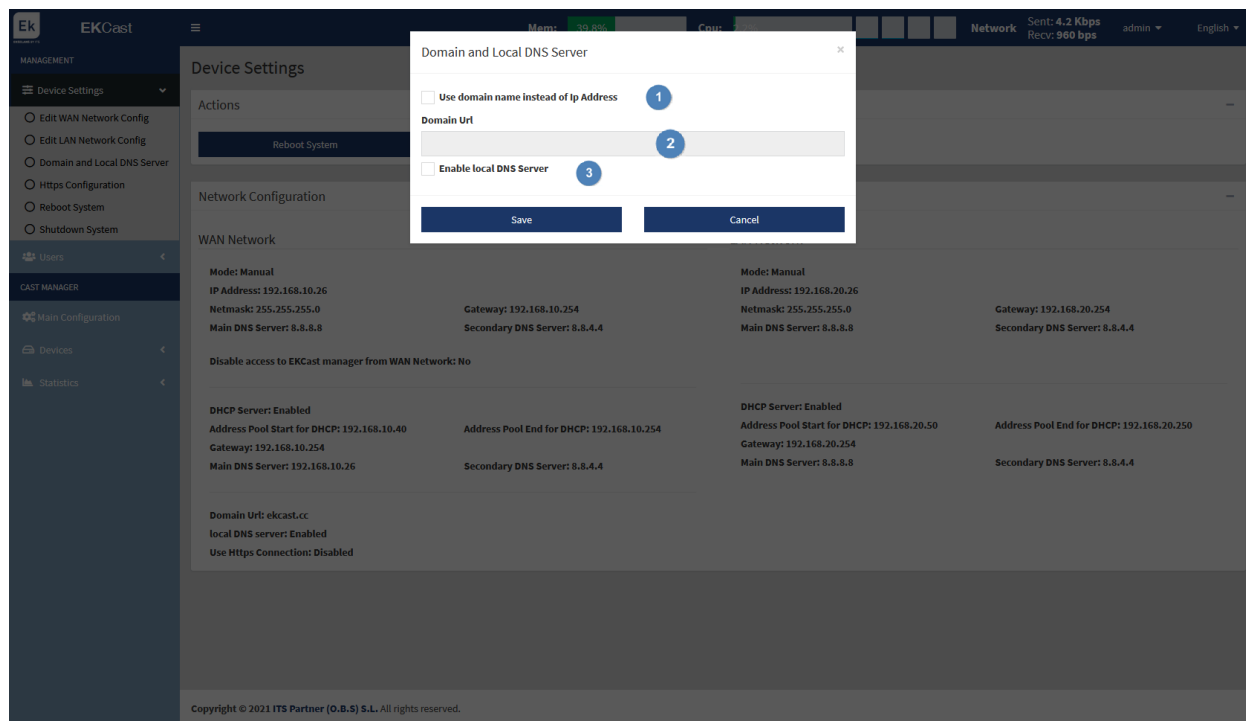 Ek
EKCast
Mem: 39.8%
Cpu:
Network
Sent: 4.2 Kbps
Recv: 960 bps
admin
English
MANAGEMENT
Device Settings
Edit WAN Network Config
Edit LAN Network Config
Domain and Local DNS Server
Https Configuration
Reboot System
Shutdown System
Users
CAST MANAGER
Main Configuration
Devices
Statistics
Device Settings
Actions
Reboot System
Domain and Local DNS Server
×
Use domain name instead of Ip Address
1
Domain Url
2
Enable local DNS Server
3
Save
Cancel
Network Configuration
WAN Network
Mode: Manual
IP Address: 192.168.10.26
Netmask: 255.255.255.0
Gateway: 192.168.10.254
Main DNS Server: 8.8.8.8
Secondary DNS Server: 8.8.4.4
Disable access to EKCast manager from WAN Network: No
DHCP Server: Enabled
Address Pool Start for DHCP: 192.168.10.40
Address Pool End for DHCP: 192.168.10.254
Gateway: 192.168.10.254
Main DNS Server: 192.168.10.26
Secondary DNS Server: 8.8.4.4
Domain Url: ekcast.cc
local DNS server: Enabled
Use Https Connection: Disabled
Mode: Manual
IP Address: 192.168.20.26
Netmask: 255.255.255.0
Gateway: 192.168.20.254
Main DNS Server: 8.8.8.8
Secondary DNS Server: 8.8.4.4
DHCP Server: Enabled
Address Pool Start for DHCP: 192.168.20.50
Address Pool End for DHCP: 192.168.20.250
Gateway: 192.168.20.254
Main DNS Server: 8.8.8.8
Secondary DNS Server: 8.8.4.4
Copyright © 2021 ITS Partner (O.B.S) S.L. All rights reserved.